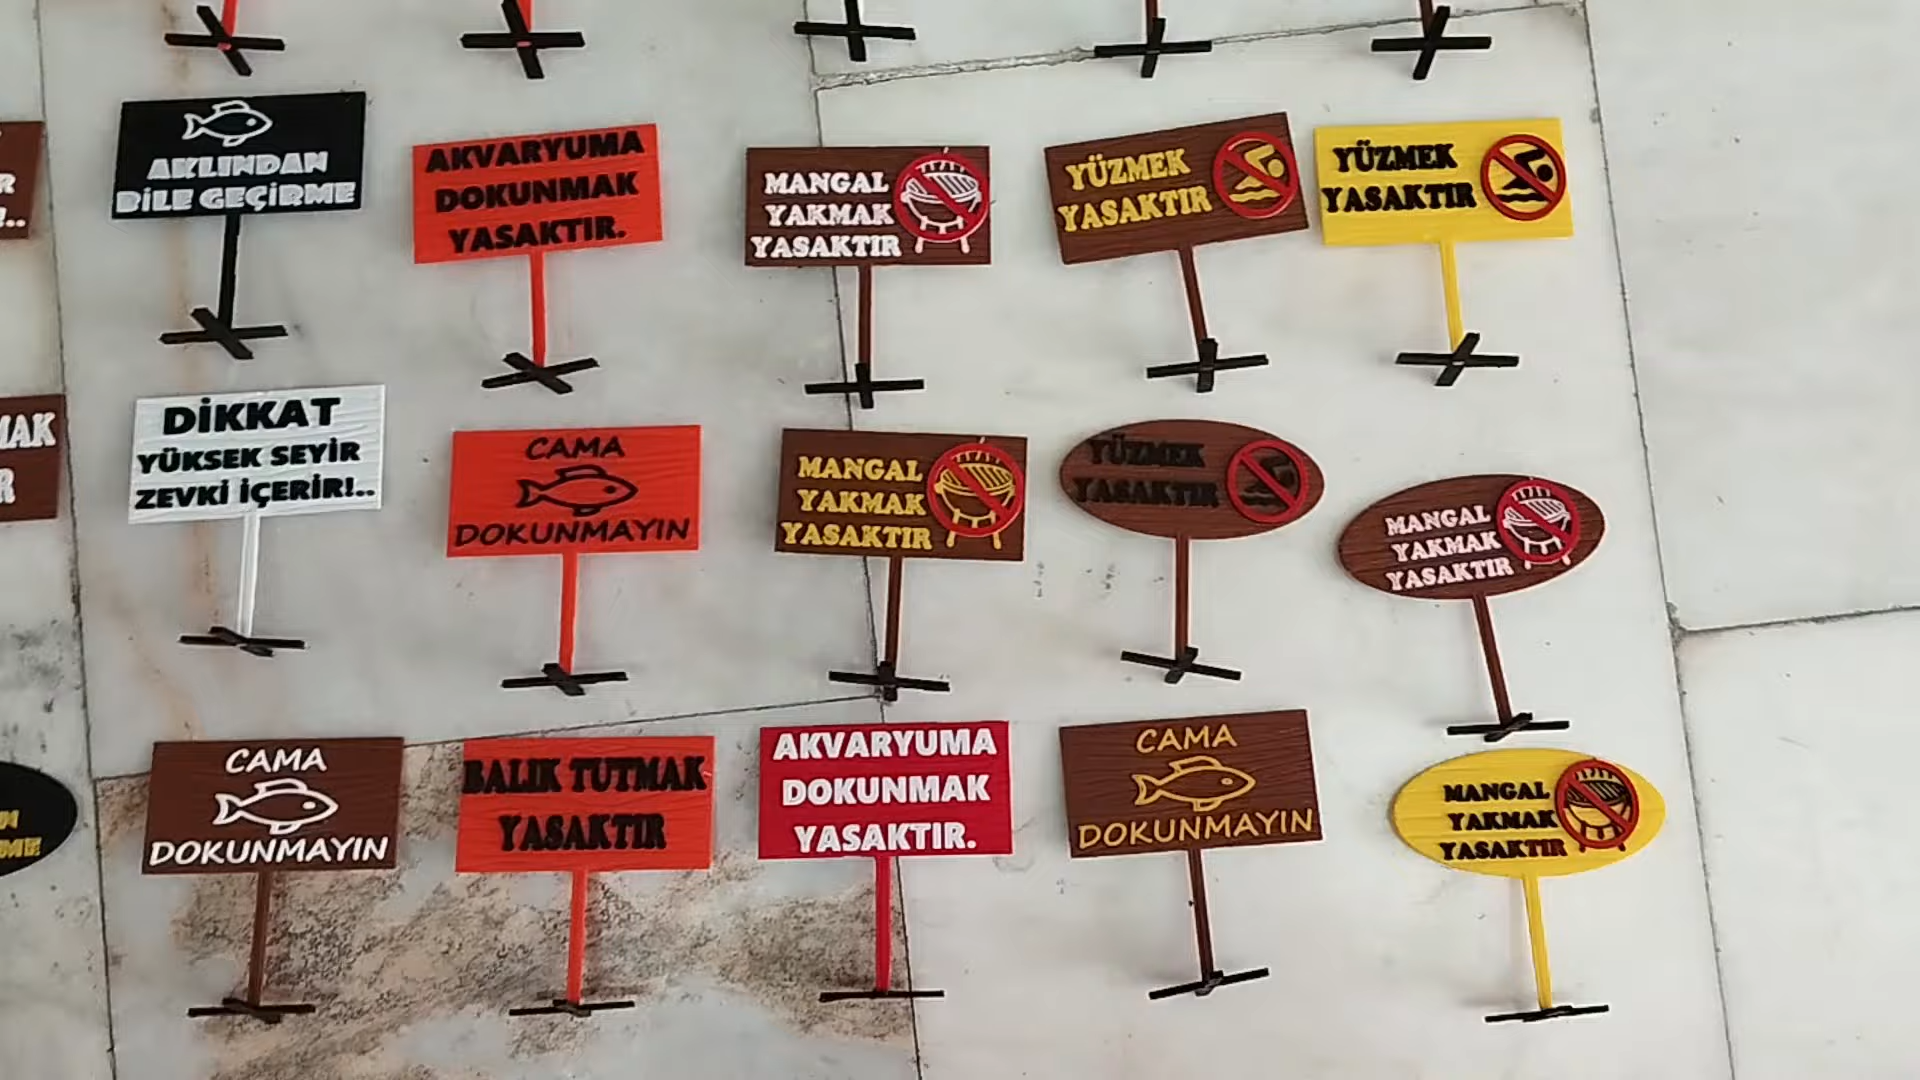 AKLINDAN
BİLE GEÇİRME
AKVARYUMA
DOKUNMAK
YASAKTIR.
MANGAL
YAKMAK
YASAKTIR
YÜZMEK
YASAKTIR
YÜZMEK
YASAKTIR
DİKKAT
YÜKSEK SEYİR
ZEVKİ İÇERİR!..
CAMA
DOKUNMAYIN
MANGAL
YAKMAK
YASAKTIR
YÜZMEK
YASAKTIR
MANGAL
YAKMAK
YASAKTIR
CAMA
DOKUNMAYIN
BALIK TUTMAK
YASAKTIR
AKVARYUMA
DOKUNMAK
YASAKTIR.
CAMA
DOKUNMAYIN
MANGAL
YAKMAK
YASAKTIR